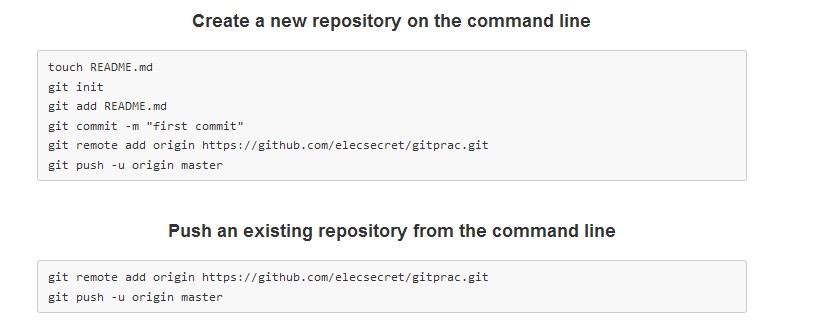 Create a new repository on the command line
touch README.md
git init
git add README.md
git commit -m "first commit"
git remote add origin https://github.com/elecsecret/gitprac.git
git push -u origin master
Push an existing repository from the command line
git remote add origin https://github.com/elecsecret/gitprac.git
git push -u origin master